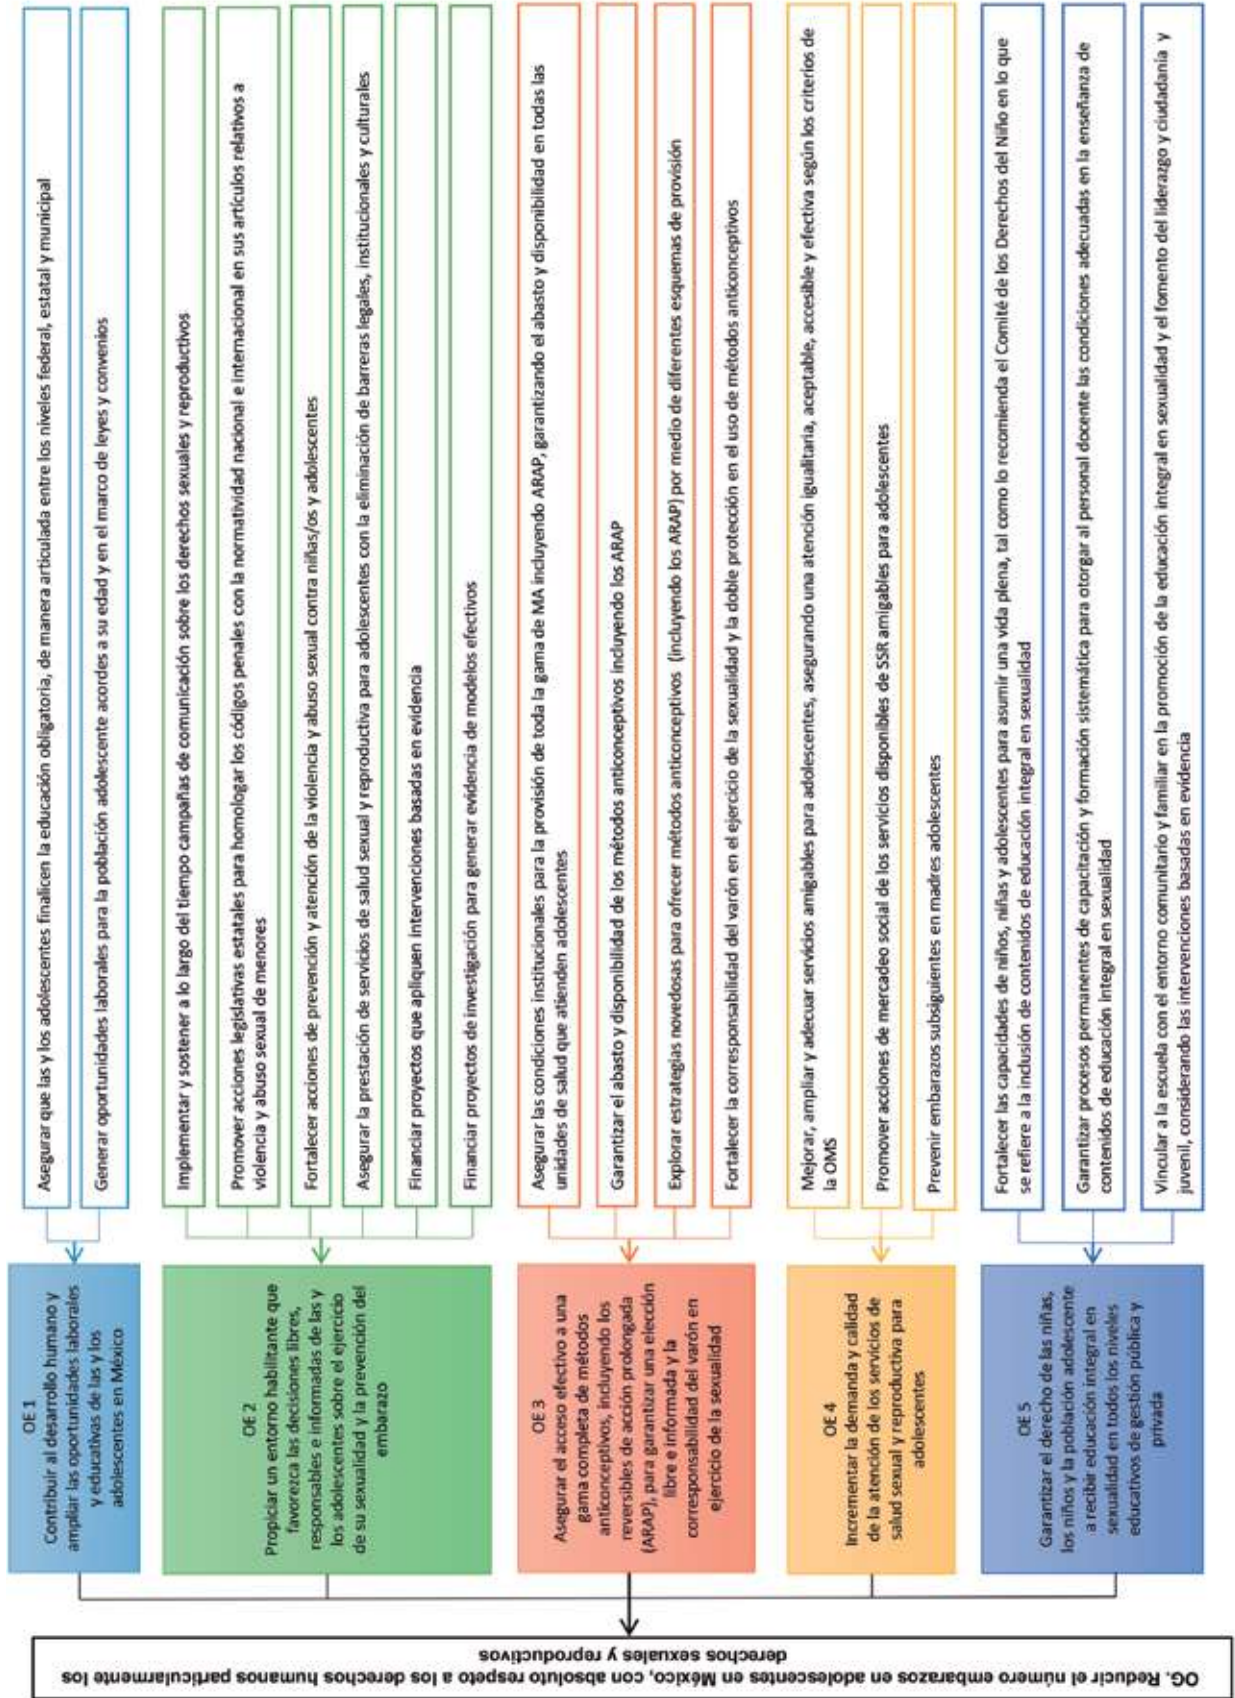 OG. Reducir el número embarazos en adolescentes en México, con absoluto respeto a los derechos humanos particularmente los
derechos sexuales y reproductivos
OE 1
Contribuir al desarrollo humano y
ampliar las oportunidades laborales
y educativas de las y los
adolescentes en México
Asegurar que las y los adolescentes finalicen la educación obligatoria, de manera articulada entre los niveles federal, estatal y municipal
Generar oportunidades laborales para la población adolescente acordes a su edad y en el marco de leyes y convenios
OE 2
Propiciar un entorno habilitante que
favorezca las decisiones libres,
responsables e informadas de las y
los adolescentes sobre el ejercicio
de su sexualidad y la prevención del
embarazo
Implementar y sostener a lo largo del tiempo campañas de comunicación sobre los derechos sexuales y reproductivos
Promover acciones legislativas estatales para homologar los códigos penales con la normatividad nacional e internacional en sus artículos relativos a
violencia y abuso sexual de menores
Fortalecer acciones de prevención y atención de la violencia y abuso sexual contra niñas/os y adolescentes
Asegurar la prestación de servicios de salud sexual y reproductiva para adolescentes con la eliminación de barreras legales, institucionales y culturales
Financiar proyectos que apliquen intervenciones basadas en evidencia
Financiar proyectos de investigación para generar evidencia de modelos efectivos
OE 3
Asegurar el acceso efectivo a una
gama completa de métodos
anticonceptivos, incluyendo los
reversibles de acción prolongada
(ARAP), para garantizar una elección
libre e informada y la
corresponsabilidad del varón en el
ejercicio de la sexualidad
Asegurar las condiciones institucionales para la provisión de toda la gama de MA incluyendo ARAP, garantizando el abasto y disponibilidad en todas las
unidades de salud que atienden adolescentes
Garantizar el abasto y disponibilidad de los métodos anticonceptivos incluyendo los ARAP
Explorar estrategias novedosas para ofrecer métodos anticonceptivos (incluyendo los ARAP) por medio de diferentes esquemas de provisión
Fortalecer la corresponsabilidad del varón en el ejercicio de la sexualidad y la doble protección en el uso de métodos anticonceptivos
OE 4
Incrementar la demanda y calidad
de la atención de los servicios de
salud sexual y reproductiva para
adolescentes
Mejorar, ampliar y adecuar servicios amigables para adolescentes, asegurando una atención igualitaria, aceptable, accesible y efectiva según los criterios de
la OMS
Promover acciones de mercadeo social de los servicios disponibles de SSR amigables para adolescentes
Prevenir embarazos subsiguientes en madres adolescentes
OE 5
Garantizar el derecho de las niñas,
los niños y la población adolescente
a recibir educación integral en
sexualidad en todos los niveles
educativos de gestión pública y
privada
Fortalecer las capacidades de niños, niñas y adolescentes para asumir una vida plena, tal como lo recomienda el Comité de los Derechos del Niño en lo que
se refiere a la inclusión de contenidos de educación integral en sexualidad
Garantizar procesos permanentes de capacitación y formación sistemática para otorgar al personal docente las condiciones adecuadas en la enseñanza de
contenidos de educación integral en sexualidad
Vincular a la escuela con el entorno comunitario y familiar en la promoción de la educación integral en sexualidad y el fomento del liderazgo y ciudadanía y
juvenil, considerando las intervenciones basadas en evidencia